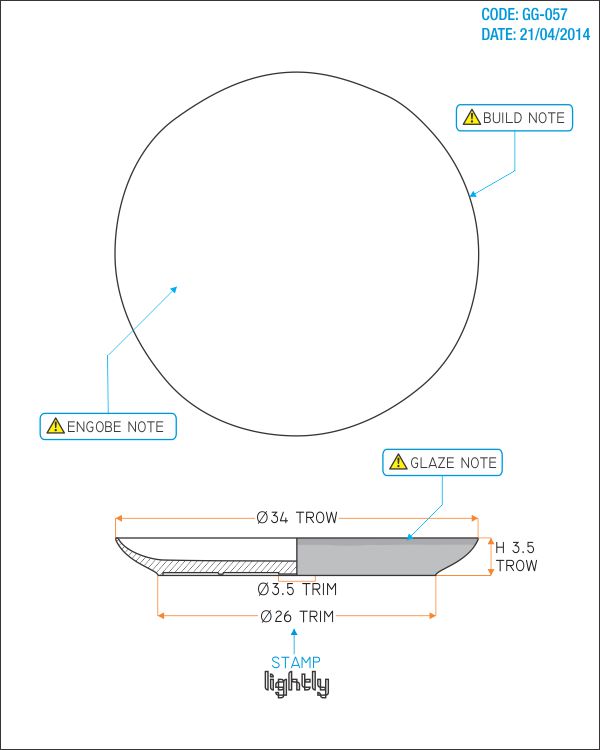 CODE: GG-057
DATE: 21/04/2014
BUILD NOTE
ENGOBE NOTE
GLAZE NOTE
Ø34 TROW
H 3.5
TROW
Ø3.5 TRIM
Ø26 TRIM
STAMP
lightly